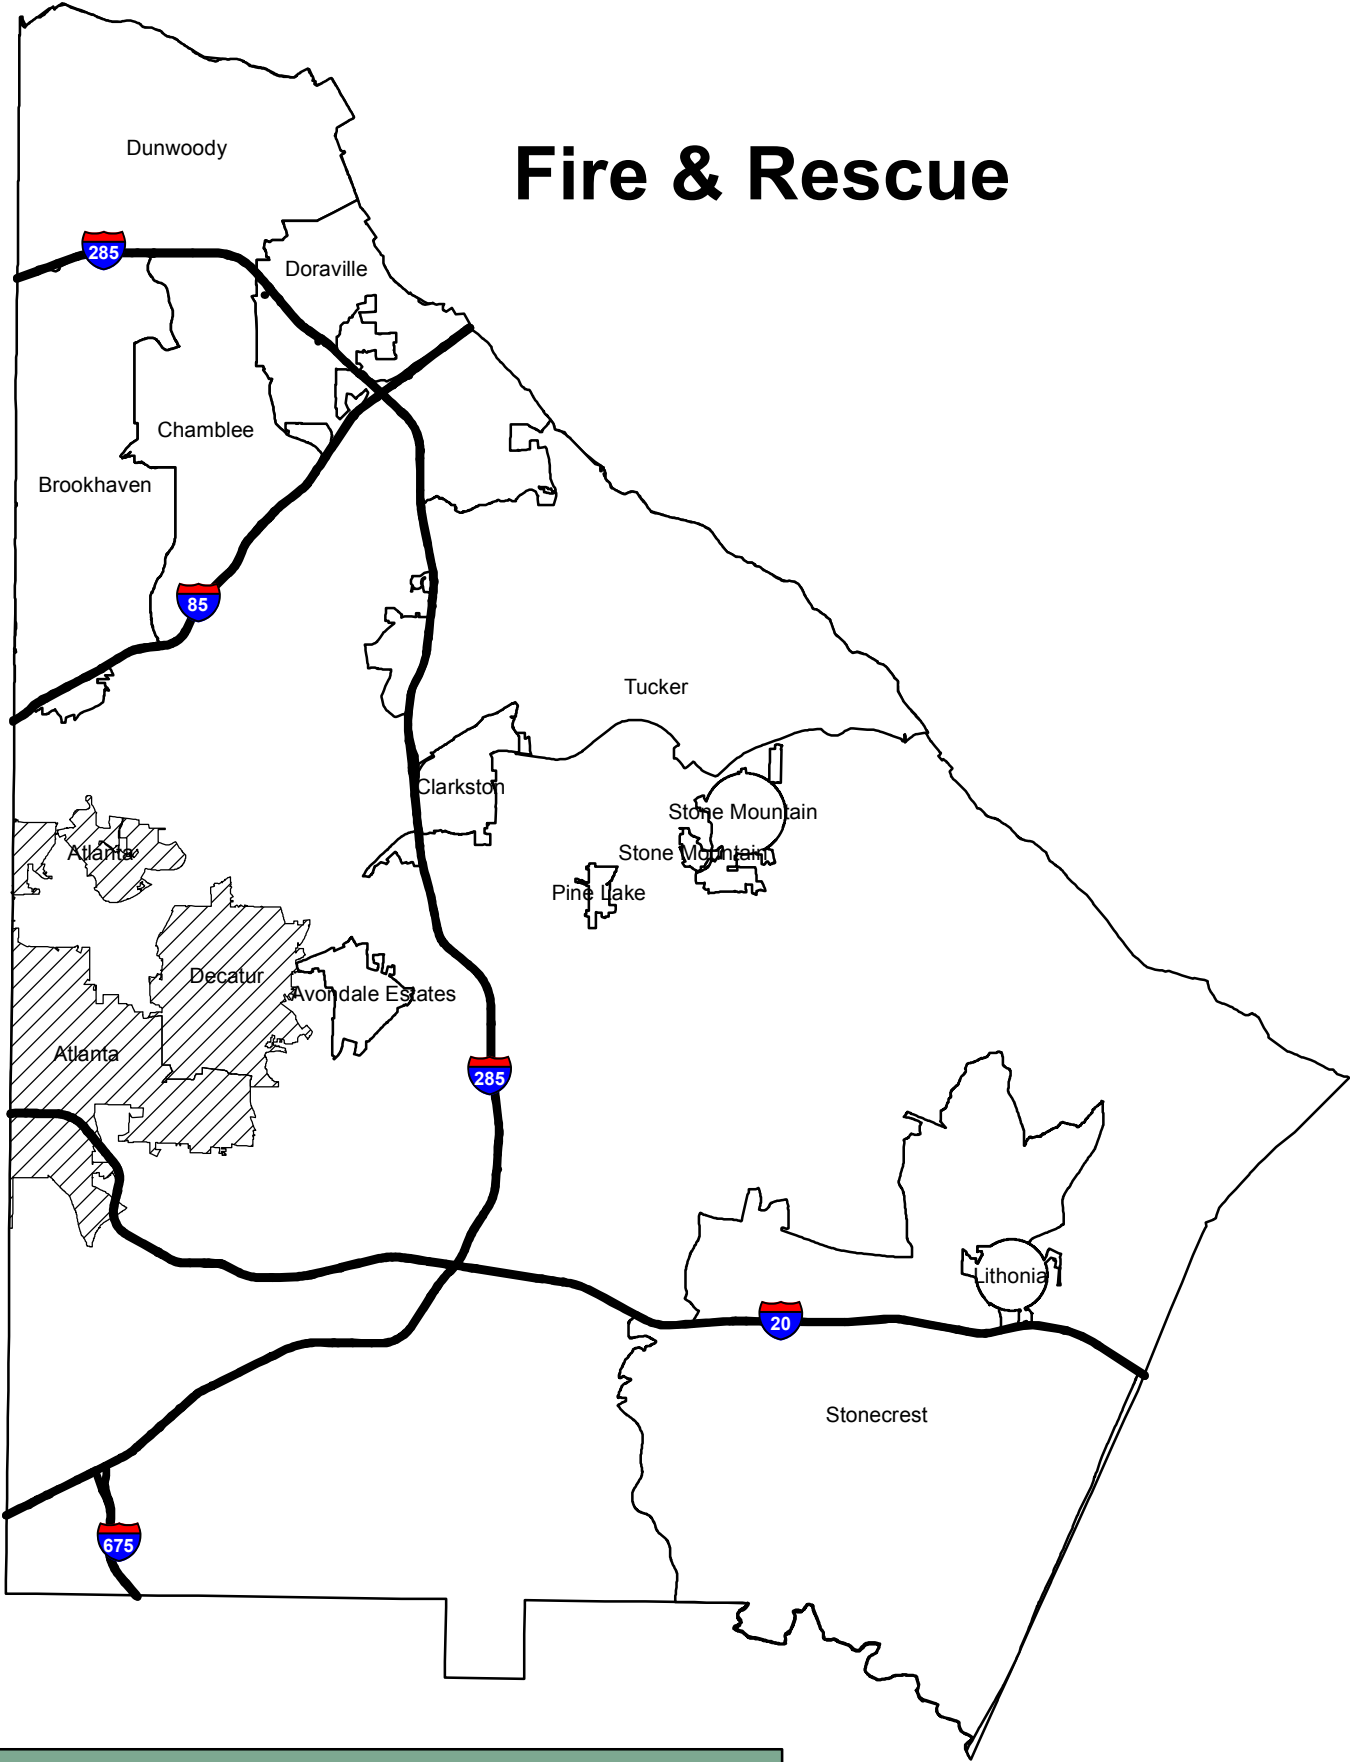 Fire & Rescue
Dunwoody
285
Doraville
Chamblee
Brookhaven
85
Tucker
Clarkston
Stone Mountain
Atlanta
Stone Mountain
Pine Lake
Decatur
Avondale Estates
Atlanta
285
Lithonia
20
Stonecrest
675